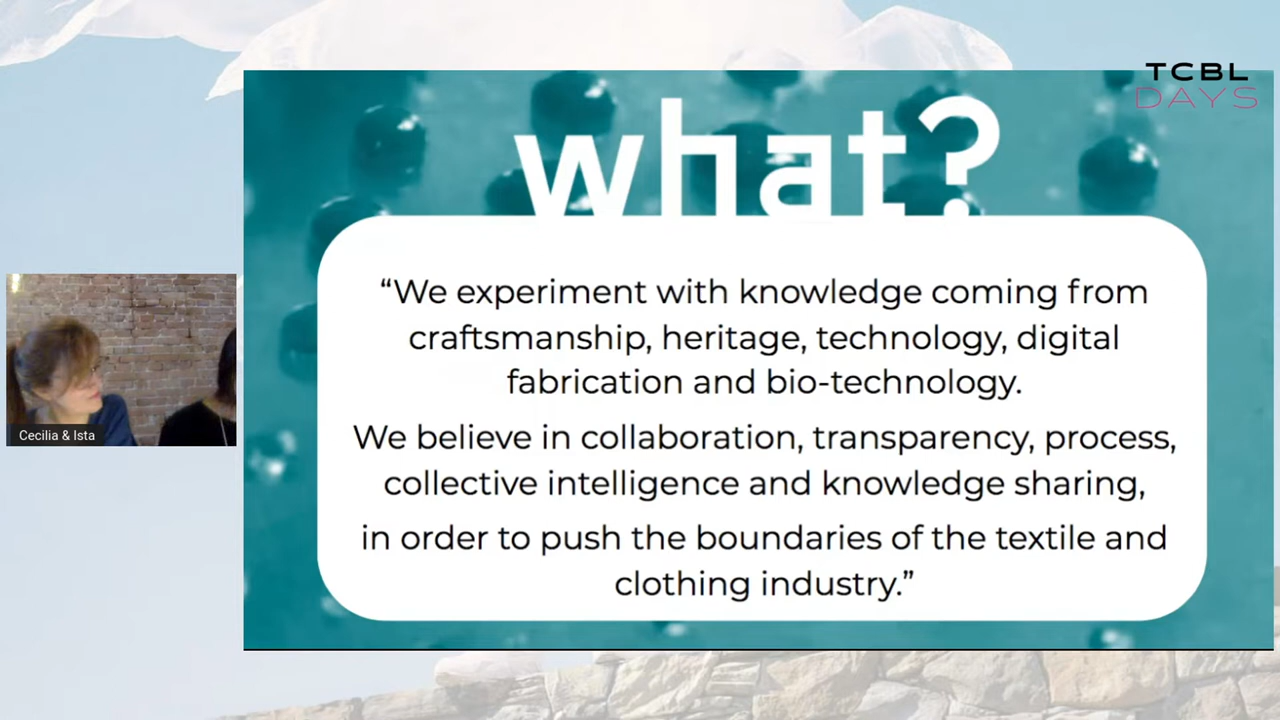 TCBL
DAYS
what?
“We experiment with knowledge coming from
craftsmanship, heritage, technology, digital
fabrication and bio-technology.
We believe in collaboration, transparency, process,
collective intelligence and knowledge sharing,
in order to push the boundaries of the textile and
clothing industry.”
Cecilia & Ista